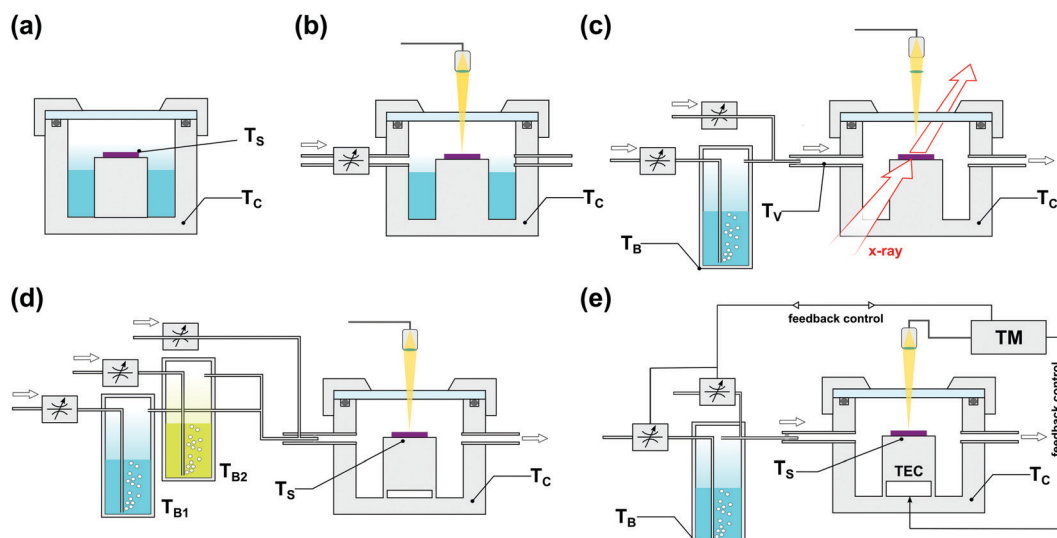 (a)
T_S
T_C
(b)
T_C
(c)
T_B
T_V
x-ray
T_C
(d)
T_B1
T_B2
T_S
T_C
(e)
feedback control
TM
feedback control
T_S
TEC
T_B
T_C